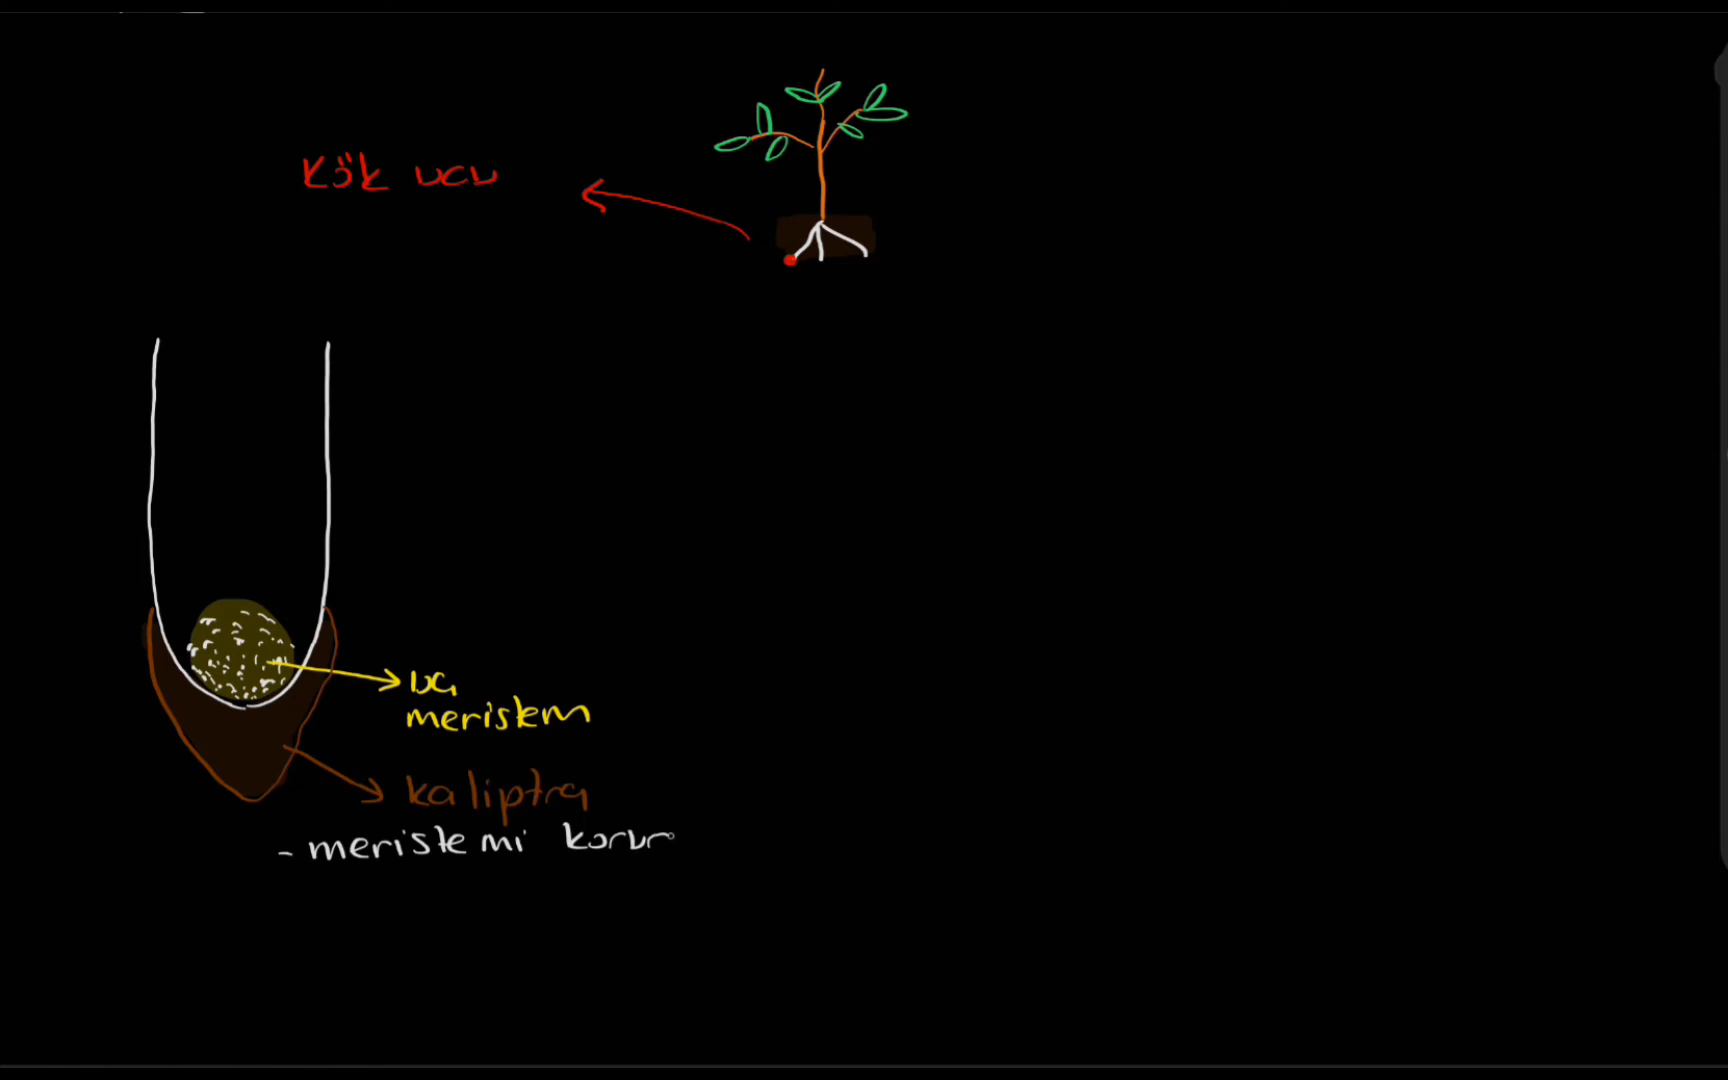 kök ucu
uç
meristem
kaliptra
- meristemi korur